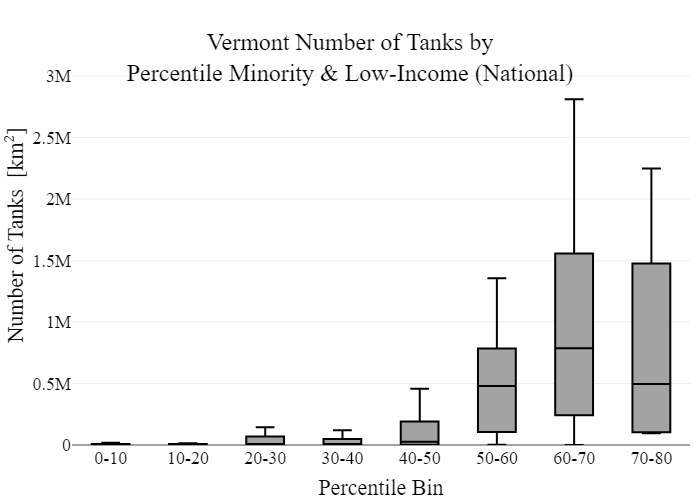 Vermont Number of Tanks by
Percentile Minority & Low-Income (National)
Number of Tanks [km²]
3M
2.5M
2M
1.5M
1M
0.5M
0
0-10 10-20 20-30 30-40 40-50 50-60 60-70 70-80
Percentile Bin